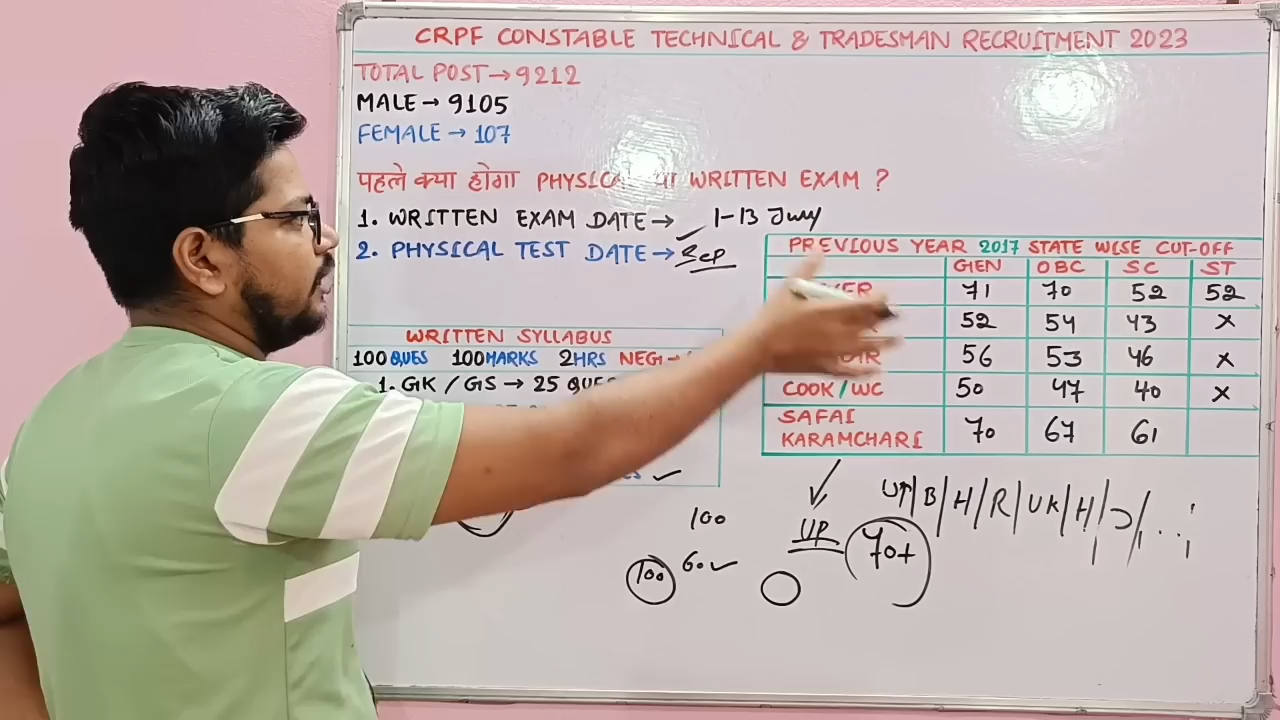 CRPF CONSTABLE TECHNICAL & TRADESMAN RECRUITMENT 2023
TOTAL POST→9212
MALE→9105
FEMALE→107
पहले क्या होगा PHYSICAL या WRITTEN EXAM ?
1. WRITTEN EXAM DATE→ 1-13 July
2. PHYSICAL TEST DATE→ Sep
WRITTEN SYLLABUS
100 QUES 100 MARKS 2HRS NEG
1. GK / GS → 25 QUES
PREVIOUS YEAR 2017 STATE WISE CUT-OFF
GEN OBC SC ST
71 70 52 52
52 54 43 X
56 53 46 X
COOK/WC 50 47 40 X
SAFAI
KARAMCHARI 70 67 61
UP/B/H/R/UK/H/
100
UP 70+
100 60